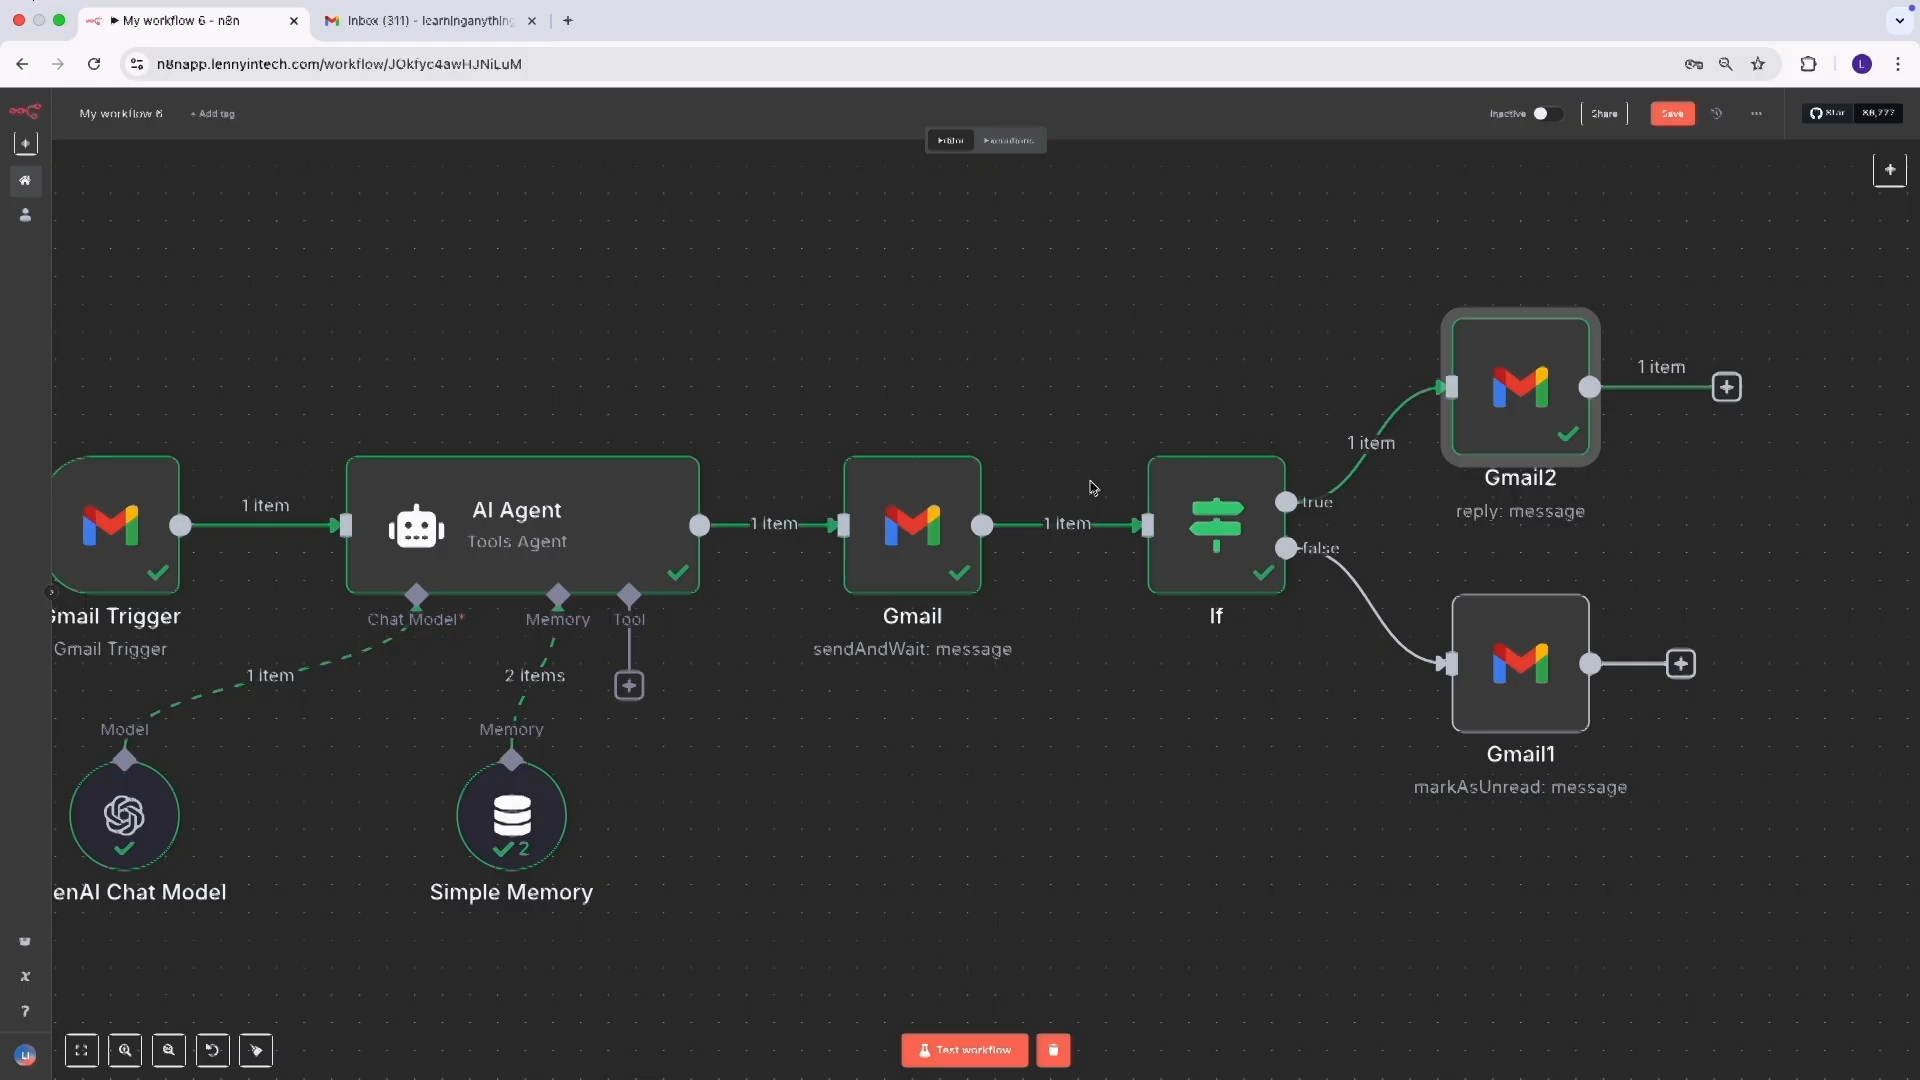 My workflow 6 - n8n
Inbox (311) - learninganything
n8napp.lennyintech.com/workflow/JOkfyc4awHJNiLuM
My workflow 6
+ Add tag
Editor
Executions
Inactive
Share
Save
Star
88,777
1 item
1 item
1 item
1 item
1 item
AI Agent
Tools Agent
true
false
Gmail2
reply: message
Gmail Trigger
Gmail Trigger
Chat Model*
Memory
Tool
Gmail
sendAndWait: message
If
1 item
2 items
Model
Memory
Gmail1
markAsUnread: message
2
enAI Chat Model
Simple Memory
x
?
LI
Test workflow
L